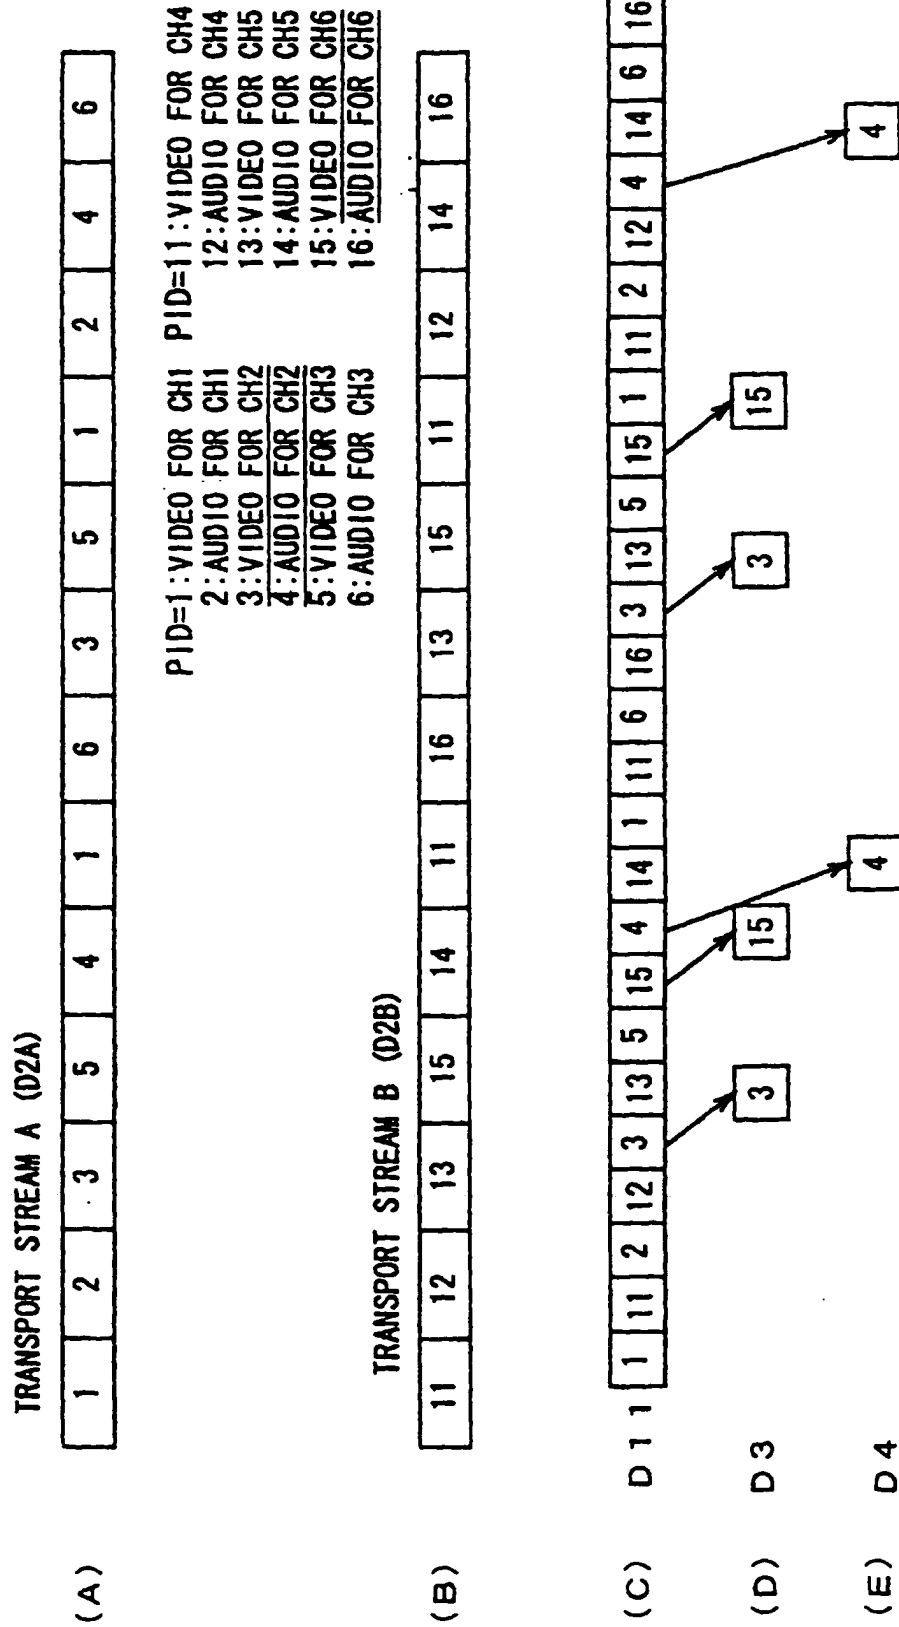 TRANSPORT STREAM A (D2A)
(A) 1 2 3 5 4 1 6 3 5 1 2 4 6
PID=1:VIDEO FOR CH1 PID=11:VIDEO FOR CH4
2:AUDIO FOR CH1 12:AUDIO FOR CH4
3:VIDEO FOR CH2 13:VIDEO FOR CH5
4:AUDIO FOR CH2 14:AUDIO FOR CH5
5:VIDEO FOR CH3 15:VIDEO FOR CH6
6:AUDIO FOR CH3 16:AUDIO FOR CH6
TRANSPORT STREAM B (D2B)
(B) 11 12 13 15 14 11 16 13 15 11 12 14 16
(C) D11 1 11 2 12 3 13 5 15 4 14 1 11 6 16 3 13 5 15 1 11 2 12 4 14 6 16
(D) D3 3 15 3 15
(E) D4 4 4